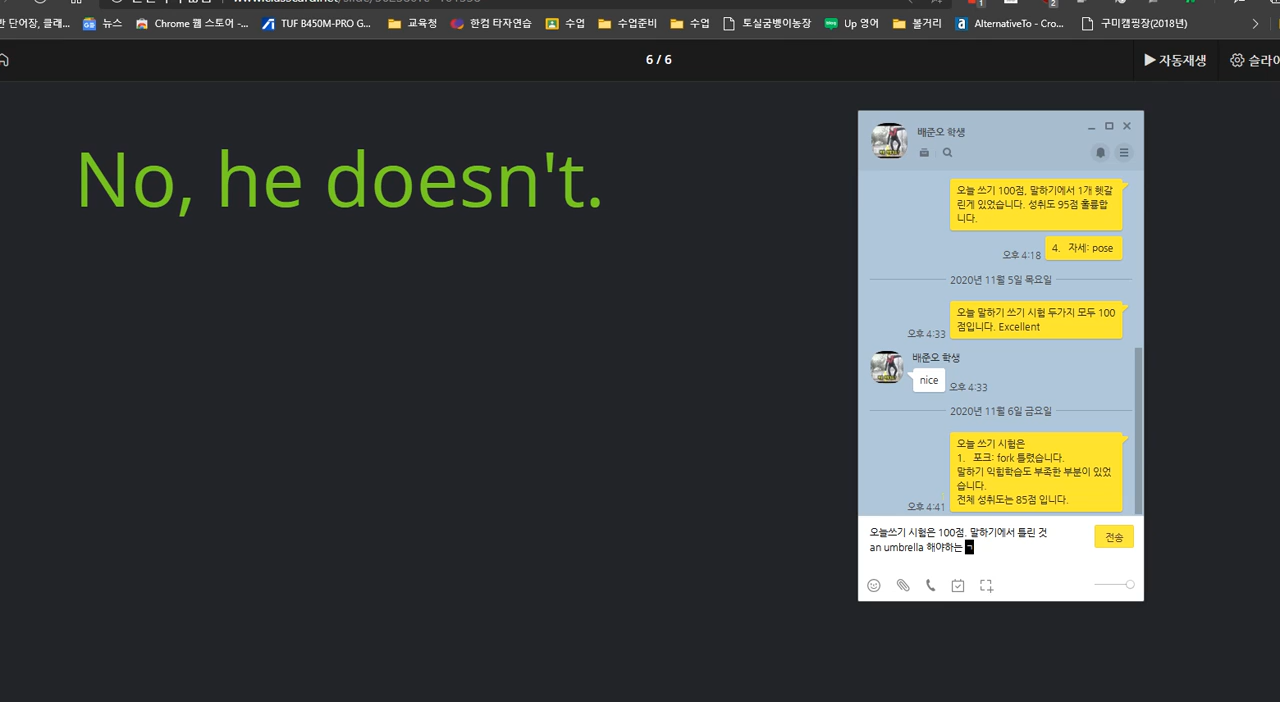 한 단어장, 클래...
뉴스
Chrome 웹 스토어 -...
TUF B450M-PRO G...
교육청
한컴 타자연습
수업
수업준비
수업
토실금뱅승등장
Up 영어
볼거리
AlternativeTo - Cro...
구미캠핑장(2018년)
6 / 6
자동재생
슬라이
No, he doesn't.
배준오 학생
오늘 쓰기 100점, 말하기에서 1개 헷갈
린게 있었습니다. 성취도 95점 훌륭합
니다.
4. 자세: pose
오후 4:18
2020년 11월 5일 목요일
오늘 말하기 쓰기 시험 두가지 모두 100
점입니다. Excellent
오후 4:33
배준오 학생
nice
오후 4:33
2020년 11월 6일 금요일
오늘 쓰기 시험은
1. 포크: fork 틀렸습니다.
말하기 익힘학습도 부족한 부분이 있었
습니다.
전체 성취도는 85점 입니다.
오후 4:41
오늘쓰기 시험은 100점. 말하기에서 틀린 것
an umbrella 해야하는 ㄱ
전송